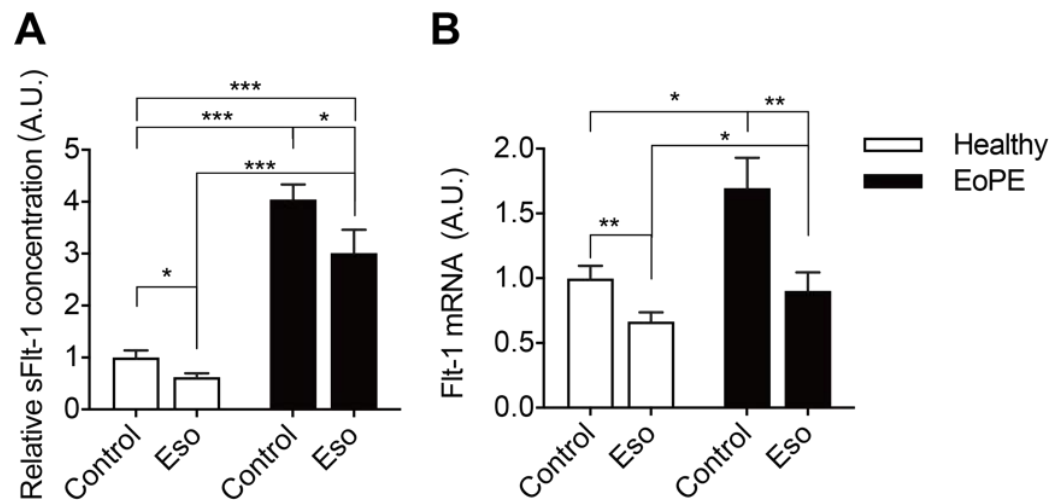 A
Relative sFlt-1 concentration (A.U.)
***
***
*
***
*
5
4
3
2
1
0
Control
Eso
Control
Eso
B
Flt-1 mRNA (A.U.)
*
**
*
**
2.0
1.5
1.0
0.5
0.0
Control
Eso
Control
Eso
Healthy
EoPE